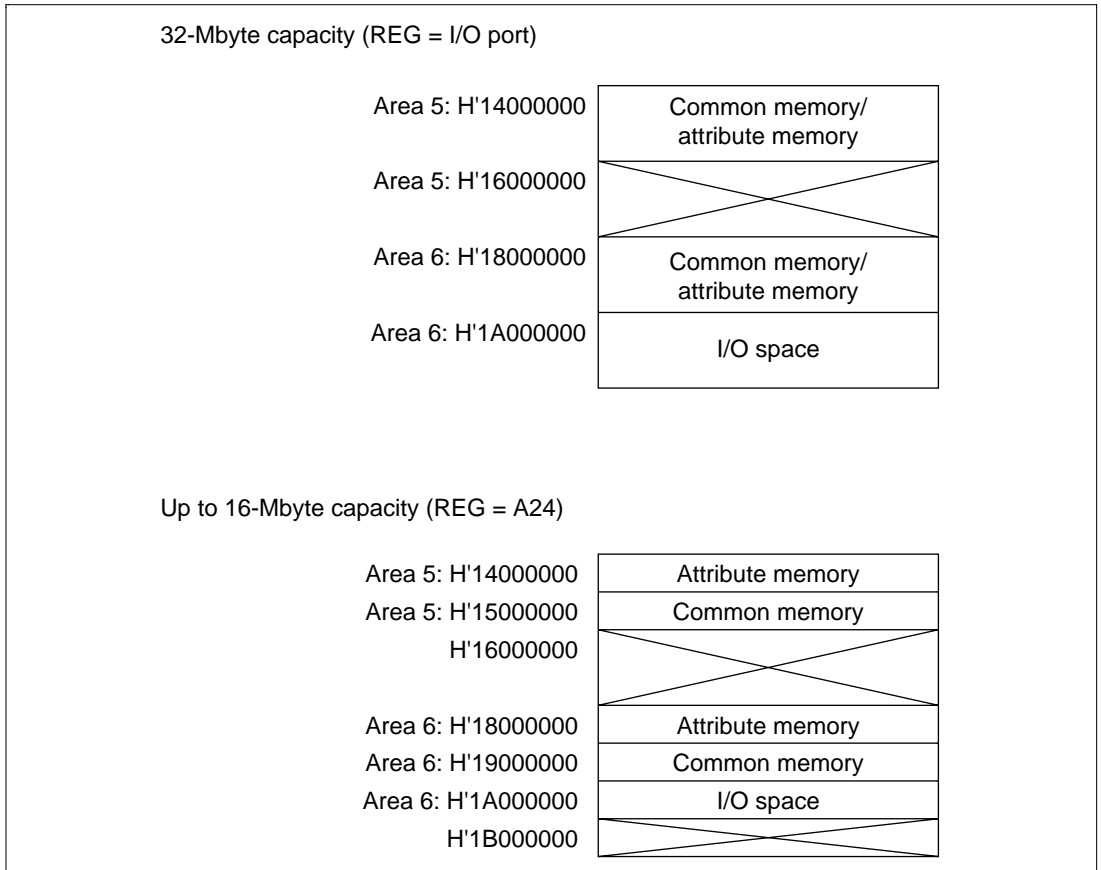 32-Mbyte capacity (REG = I/O port)
Area 5: H'14000000
Common memory/
attribute memory
Area 5: H'16000000
Area 6: H'18000000
Common memory/
attribute memory
Area 6: H'1A000000
I/O space
Up to 16-Mbyte capacity (REG = A24)
Area 5: H'14000000 Attribute memory
Area 5: H'15000000 Common memory
H'16000000
Area 6: H'18000000 Attribute memory
Area 6: H'19000000 Common memory
Area 6: H'1A000000 I/O space
H'1B000000